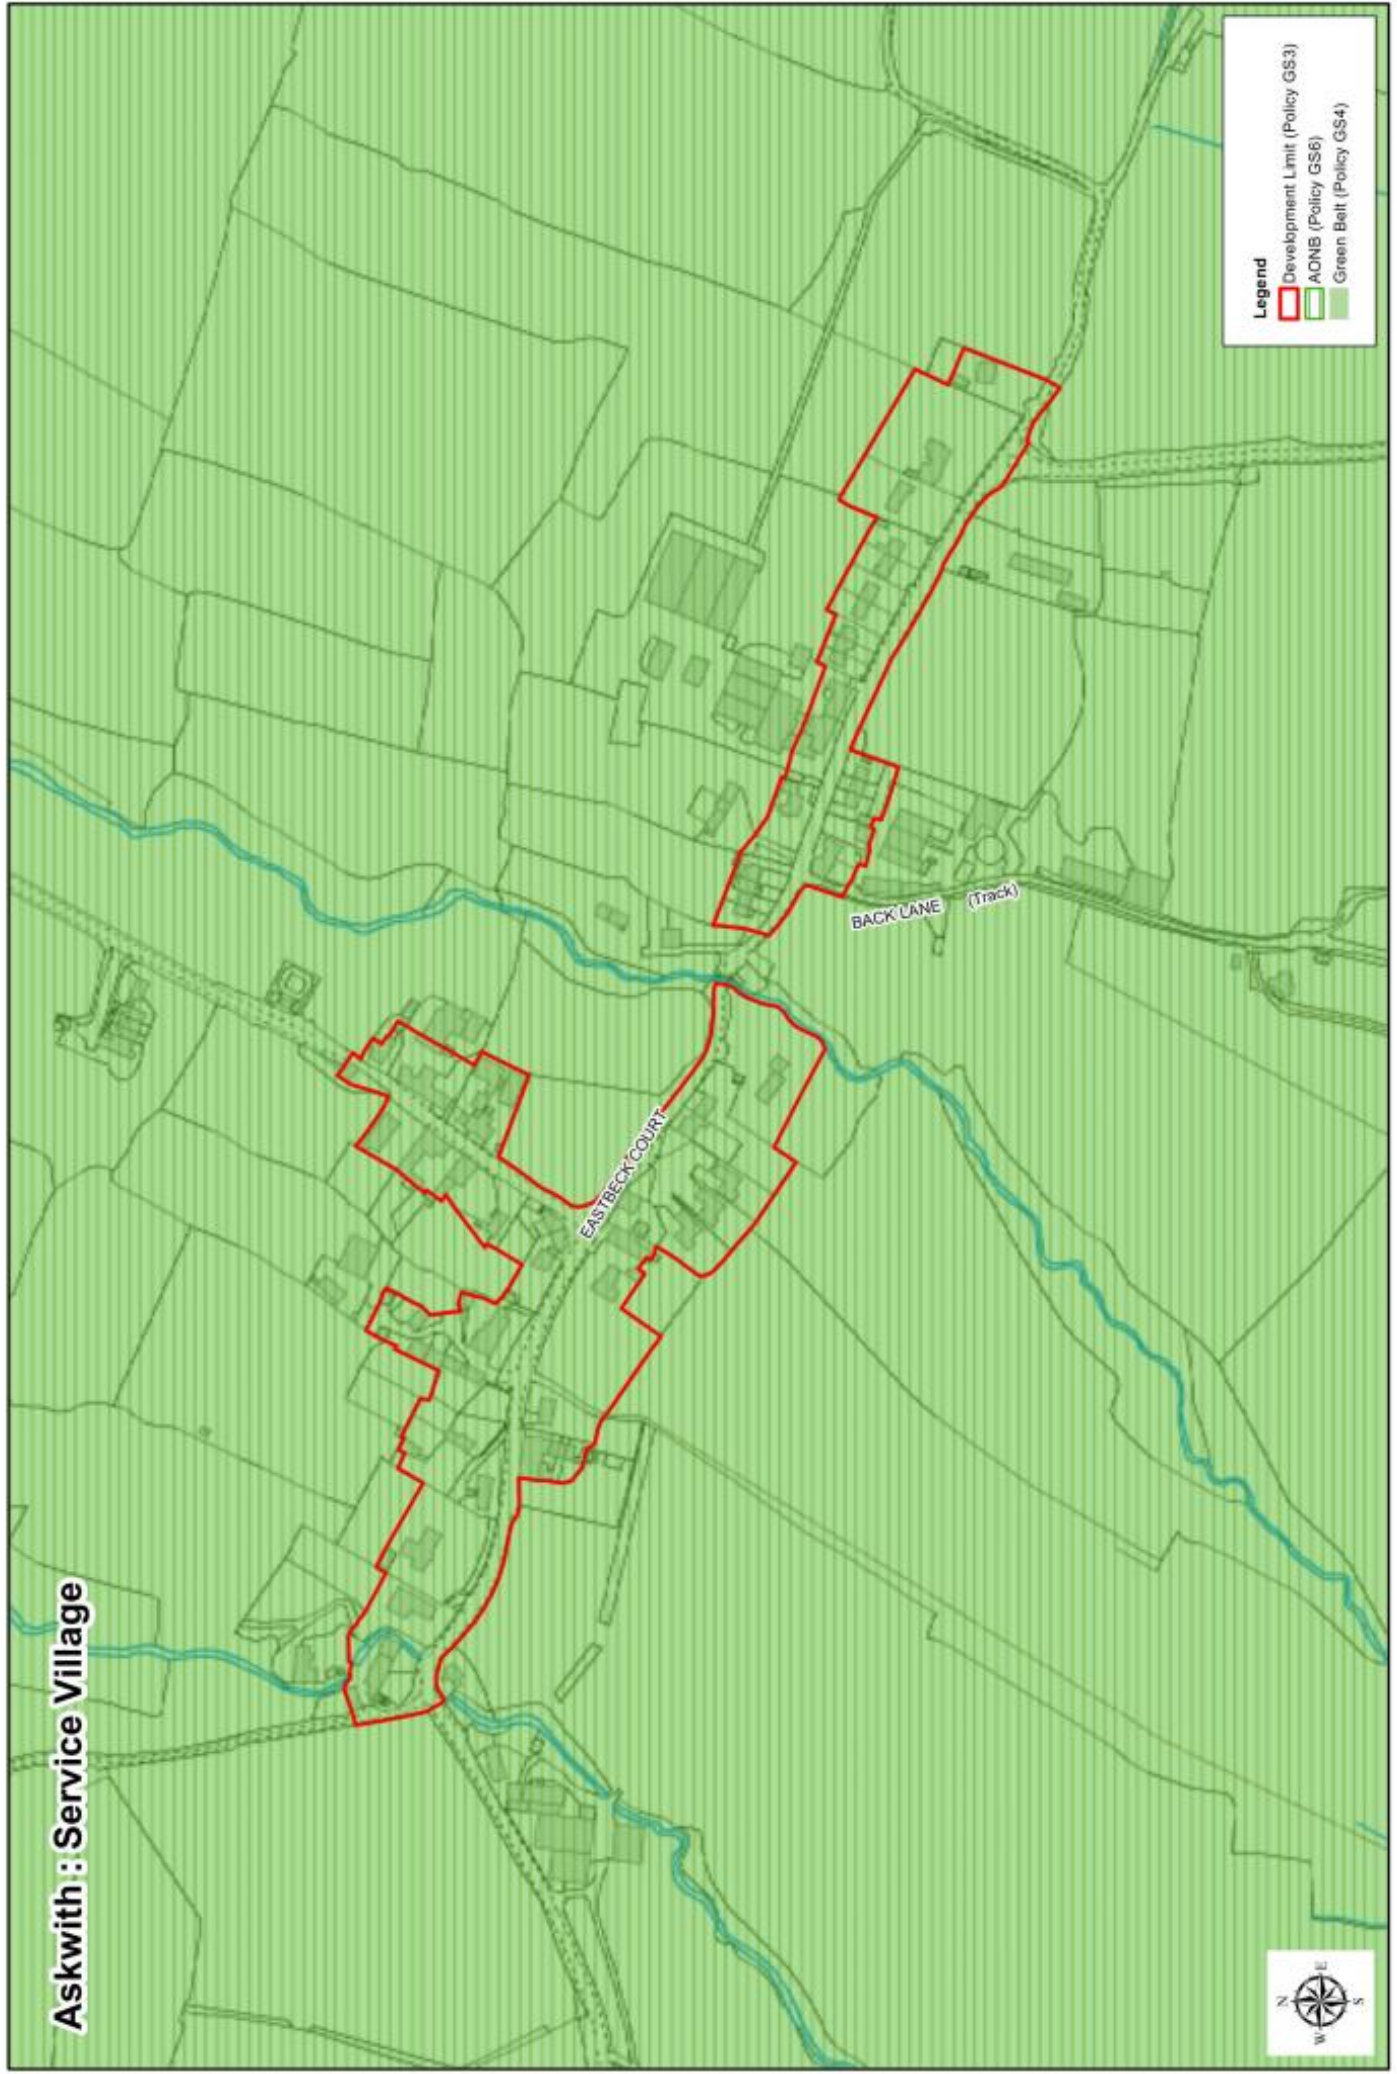 Askwith : Service Village
EASTBECK COURT
BACK LANE
(Track)
Legend
Development Limit (Policy GS3)
AONB (Policy GS6)
Green Belt (Policy GS4)
N
W
E
S